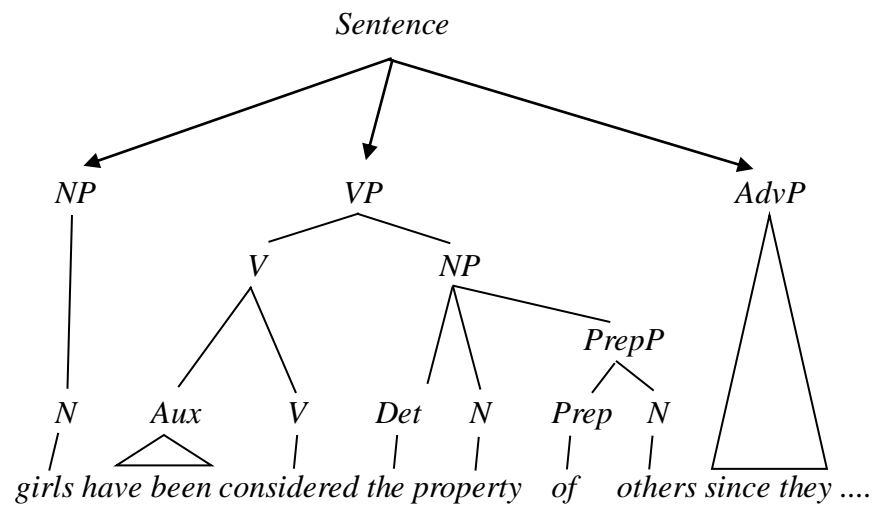 Sentence
NP VP AdvP
V NP
PrepP
N Aux V Det N Prep N
girls have been considered the property of others since they ....